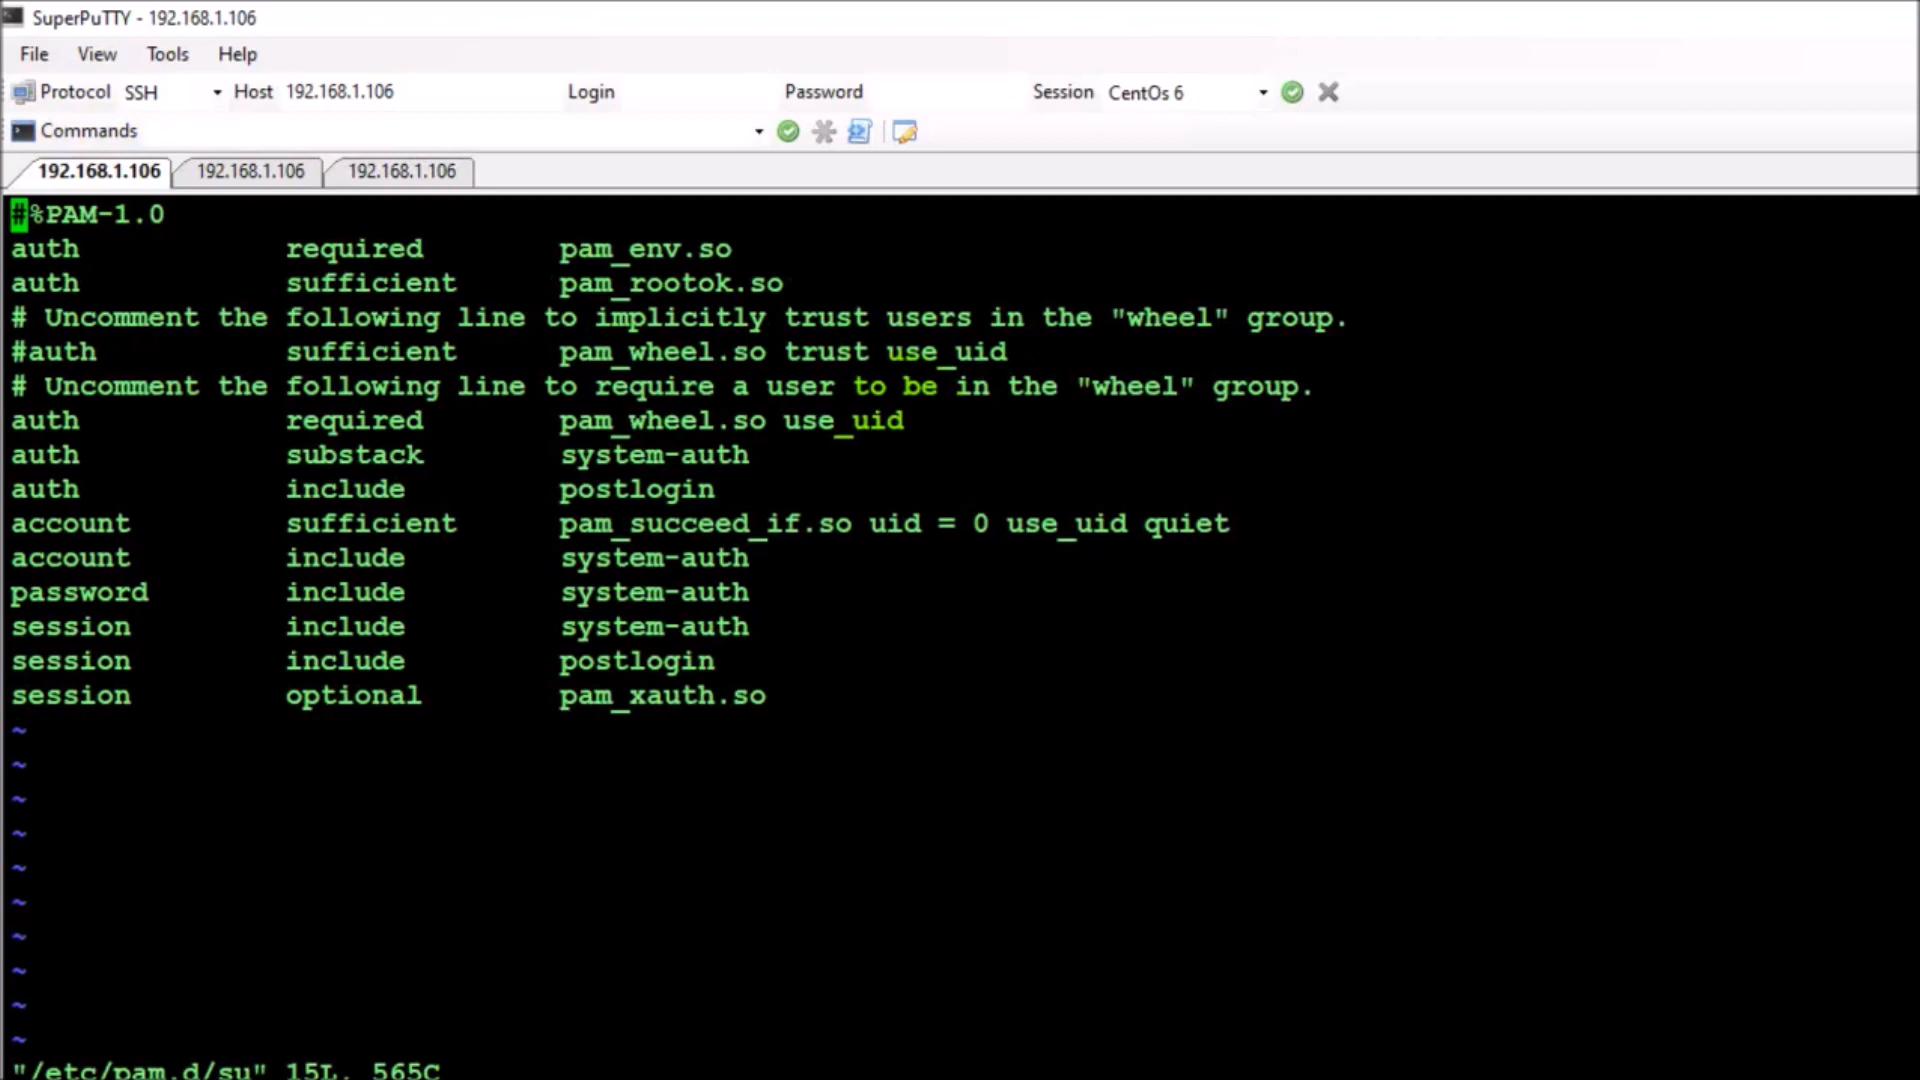 SuperPuTTY - 192.168.1.106
File View Tools Help
Protocol SSH Host 192.168.1.106 Login Password Session CentOs 6
Commands
192.168.1.106 192.168.1.106 192.168.1.106
#%PAM-1.0
auth required pam_env.so
auth sufficient pam_rootok.so
# Uncomment the following line to implicitly trust users in the "wheel" group.
#auth sufficient pam_wheel.so trust use_uid
# Uncomment the following line to require a user to be in the "wheel" group.
auth required pam_wheel.so use_uid
auth substack system-auth
auth include postlogin
account sufficient pam_succeed_if.so uid = 0 use_uid quiet
account include system-auth
password include system-auth
session include system-auth
session include postlogin
session optional pam_xauth.so
~
~
~
~
~
~
~
~
~
~
"/etc/pam.d/su" 15L, 565C